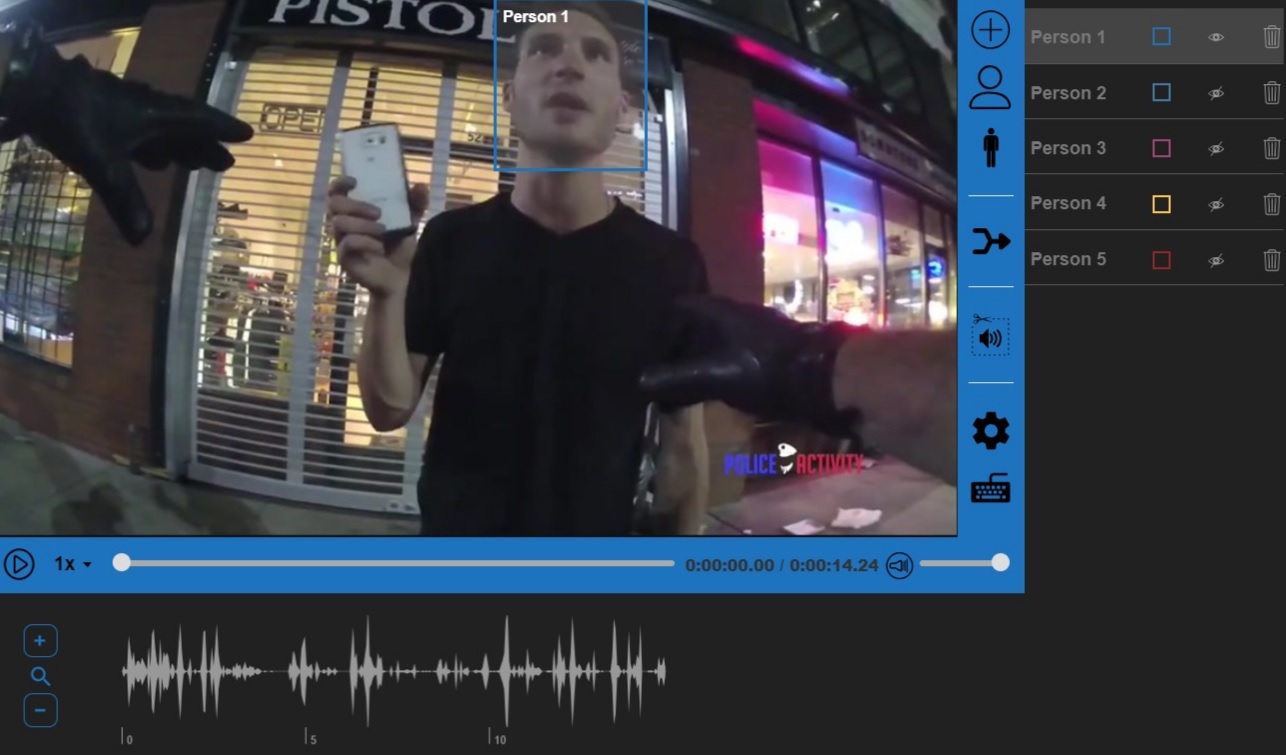 PISTOL
Person 1
OPEN
POLICE ACTIVITY
Person 1
Person 2
Person 3
Person 4
Person 5
1x
0:00:00.00 / 0:00:14.24
0
5
10